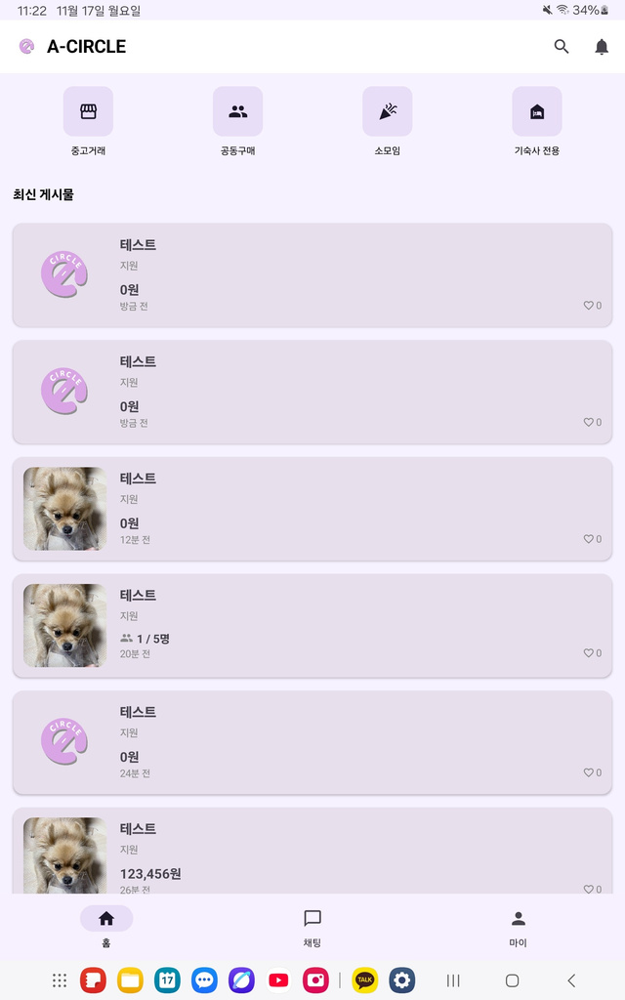 11:22 11월 17일 월요일
34%
A-CIRCLE
중고거래
공동구매
소모임
기숙사 전용
최신 게시물
CIRCLE
테스트
지원
0원
방금 전
0
CIRCLE
테스트
지원
0원
방금 전
0
테스트
지원
0원
12분 전
0
테스트
지원
1 / 5명
20분 전
0
CIRCLE
테스트
지원
0원
24분 전
0
테스트
지원
123,456원
26분 전
0
홈
채팅
마이
17
TALK